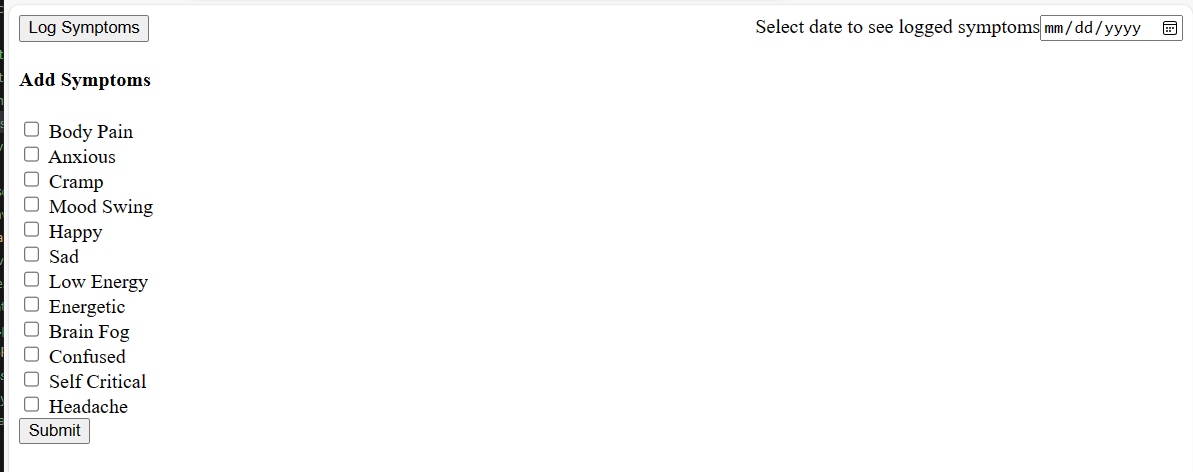 Log Symptoms Select date to see logged symptoms mm/dd/yyyy
Add Symptoms
Body Pain
Anxious
Cramp
Mood Swing
Happy
Sad
Low Energy
Energetic
Brain Fog
Confused
Self Critical
Headache
Submit